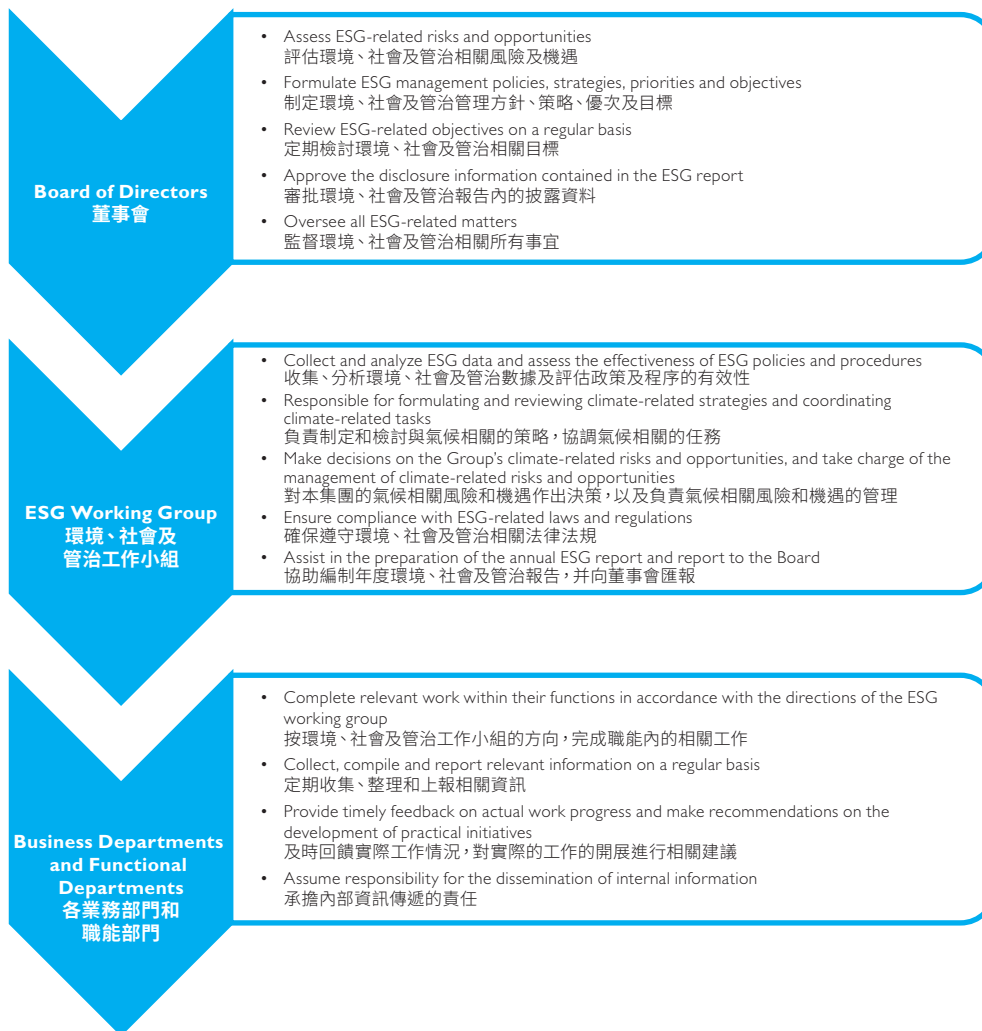 Board of Directors
董事會
• Assess ESG-related risks and opportunities
評估環境、社會及管治相關風險及機遇
• Formulate ESG management policies, strategies, priorities and objectives
制定環境、社會及管治管理方針、策略、優次及目標
• Review ESG-related objectives on a regular basis
定期檢討環境、社會及管治相關目標
• Approve the disclosure information contained in the ESG report
審批環境、社會及管治報告內的披露資料
• Oversee all ESG-related matters
監督環境、社會及管治相關所有事宜
ESG Working Group
環境、社會及
管治工作小組
• Collect and analyze ESG data and assess the effectiveness of ESG policies and procedures
收集、分析環境、社會及管治數據及評估政策及程序的有效性
• Responsible for formulating and reviewing climate-related strategies and coordinating
climate-related tasks
負責制定和檢討與氣候相關的策略，協調氣候相關的任務
• Make decisions on the Group's climate-related risks and opportunities, and take charge of the
management of climate-related risks and opportunities
對本集團的氣候相關風險和機遇作出決策，以及負責氣候相關風險和機遇的管理
• Ensure compliance with ESG-related laws and regulations
確保遵守環境、社會及管治相關法律法規
• Assist in the preparation of the annual ESG report and report to the Board
協助編制年度環境、社會及管治報告，并向董事會匯報
Business Departments
and Functional
Departments
各業務部門和
職能部門
• Complete relevant work within their functions in accordance with the directions of the ESG
working group
按環境、社會及管治工作小組的方向，完成職能內的相關工作
• Collect, compile and report relevant information on a regular basis
定期收集、整理和上報相關資訊
• Provide timely feedback on actual work progress and make recommendations on the
development of practical initiatives
及時回饋實際工作情況，對實際的工作的開展進行相關建議
• Assume responsibility for the dissemination of internal information
承擔內部資訊傳遞的責任